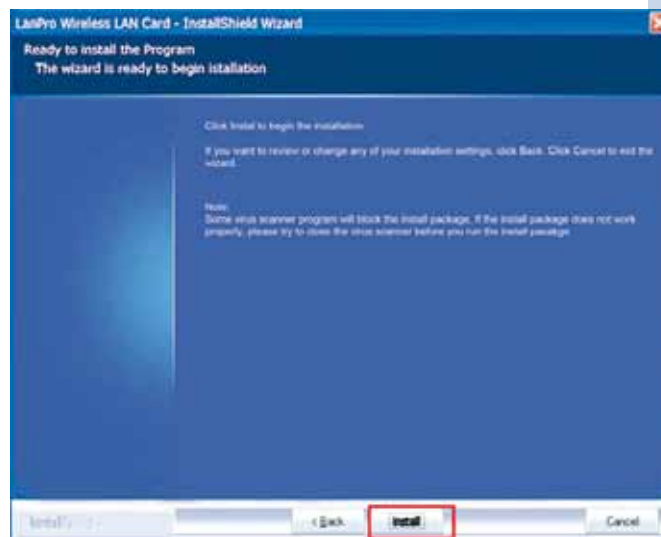 LanPro Wireless LAN Card - InstallShield Wizard
Ready to install the Program
The wizard is ready to begin istallation
Click Install to begin the installation.
If you want to review or change any of your installation settings, click Back. Click Cancel to exit the
wizard.
Note:
Some virus scanner program will block the install package. If the install package does not work
properly, please try to close the virus scanner before you run the install
< Back
Install
Cancel